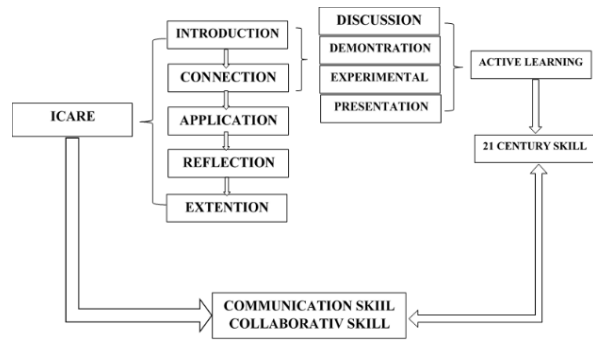 INTRODUCTION
CONNECTION
APPLICATION
REFLECTION
EXTENTION
ICARE
DISCUSSION
DEMONTRATION
EXPERIMENTAL
PRESENTATION
ACTIVE LEARNING
21 CENTURY SKILL
COMMUNICATION SKIIL
COLLABORATIV SKILL